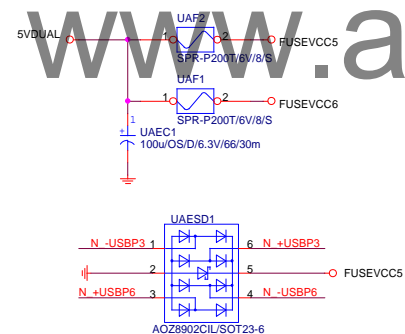 www.a
UAF2
5VDUAL 1 2 FUSEVCC5
SPR-P200T/6V/8/S
UAF1
1 2 FUSEVCC6
SPR-P200T/6V/8/S
1
+ UAEC1
100u/OS/D/6.3V/66/30m
UAESD1
N_-USBP3 1 6 N_+USBP3
2 5 FUSEVCC5
N_+USBP6 3 4 N_-USBP6
AOZ8902CIL/SOT23-6